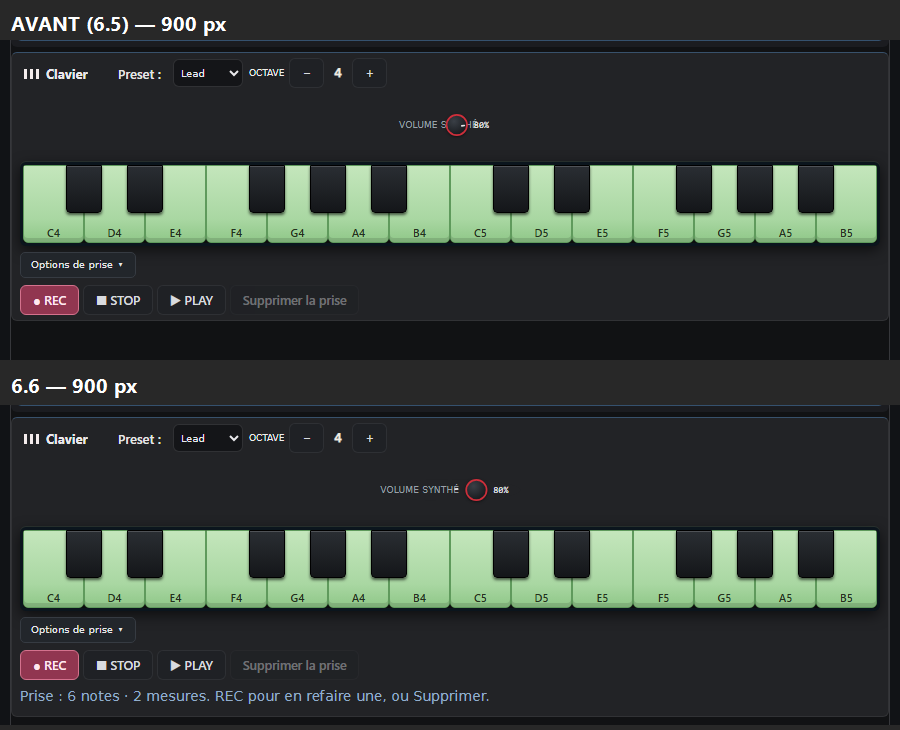 AVANT (6.5) — 900 px
Clavier Preset : Lead OCTAVE − 4 +
VOLUME S 80%
C4 D4 E4 F4 G4 A4 B4 C5 D5 E5 F5 G5 A5 B5
Options de prise ▾
● REC ■ STOP ▶ PLAY Supprimer la prise
6.6 — 900 px
Clavier Preset : Lead OCTAVE − 4 +
VOLUME SYNTHÉ 80%
C4 D4 E4 F4 G4 A4 B4 C5 D5 E5 F5 G5 A5 B5
Options de prise ▾
● REC ■ STOP ▶ PLAY Supprimer la prise
Prise : 6 notes · 2 mesures. REC pour en refaire une, ou Supprimer.